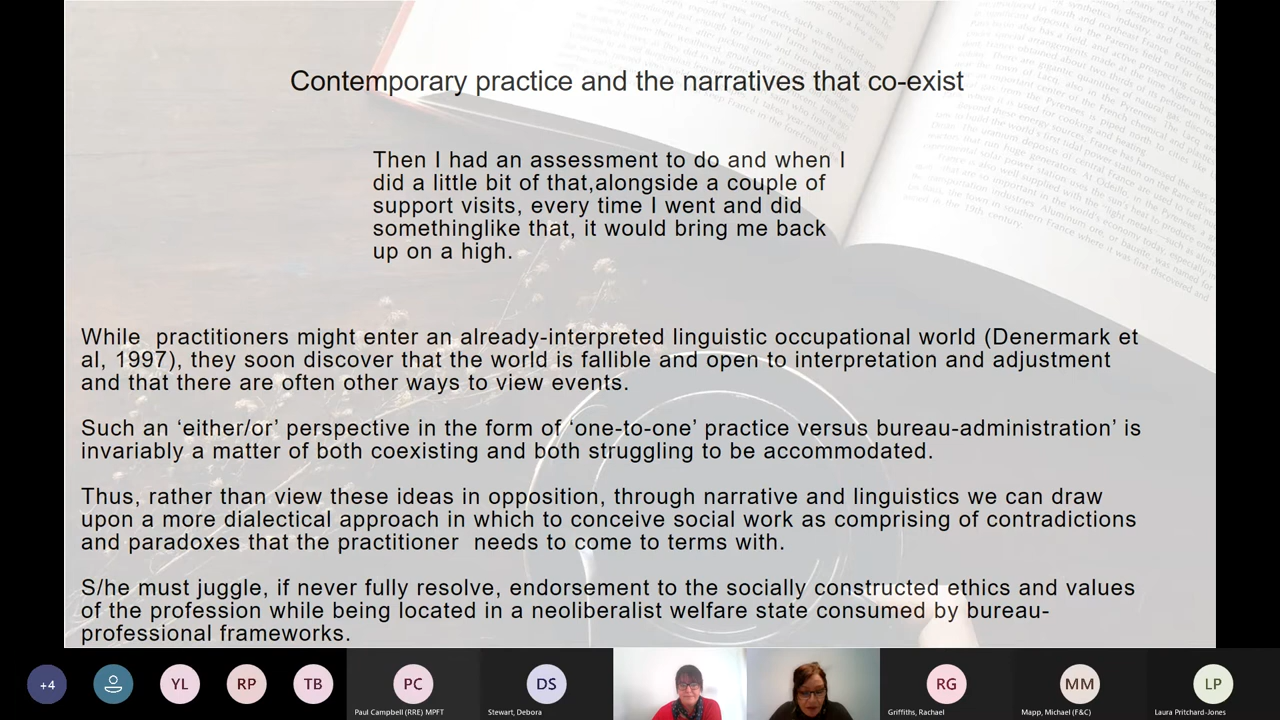 Contemporary practice and the narratives that co-exist
Then I had an assessment to do and when I
did a little bit of that,alongside a couple of
support visits, every time I went and did
somethinglike that, it would bring me back
up on a high.
While  practitioners might enter an already-interpreted linguistic occupational world (Denermark et
al, 1997), they soon discover that the world is fallible and open to interpretation and adjustment
and that there are often other ways to view events.
Such an ‘either/or’ perspective in the form of ‘one-to-one’ practice versus bureau-administration’ is
invariably a matter of both coexisting and both struggling to be accommodated.
Thus, rather than view these ideas in opposition, through narrative and linguistics we can draw
upon a more dialectical approach in which to conceive social work as comprising of contradictions
and paradoxes that the practitioner  needs to come to terms with.
S/he must juggle, if never fully resolve, endorsement to the socially constructed ethics and values
of the profession while being located in a neoliberalist welfare state consumed by bureau-
professional frameworks.
+4
YL
RP
TB
PC
DS
RG
MM
LP
Paul Campbell (RRE) MPFT
Stewart, Debora
Griffiths, Rachael
Mapp, Michael (F&C)
Laura Pritchard-Jones